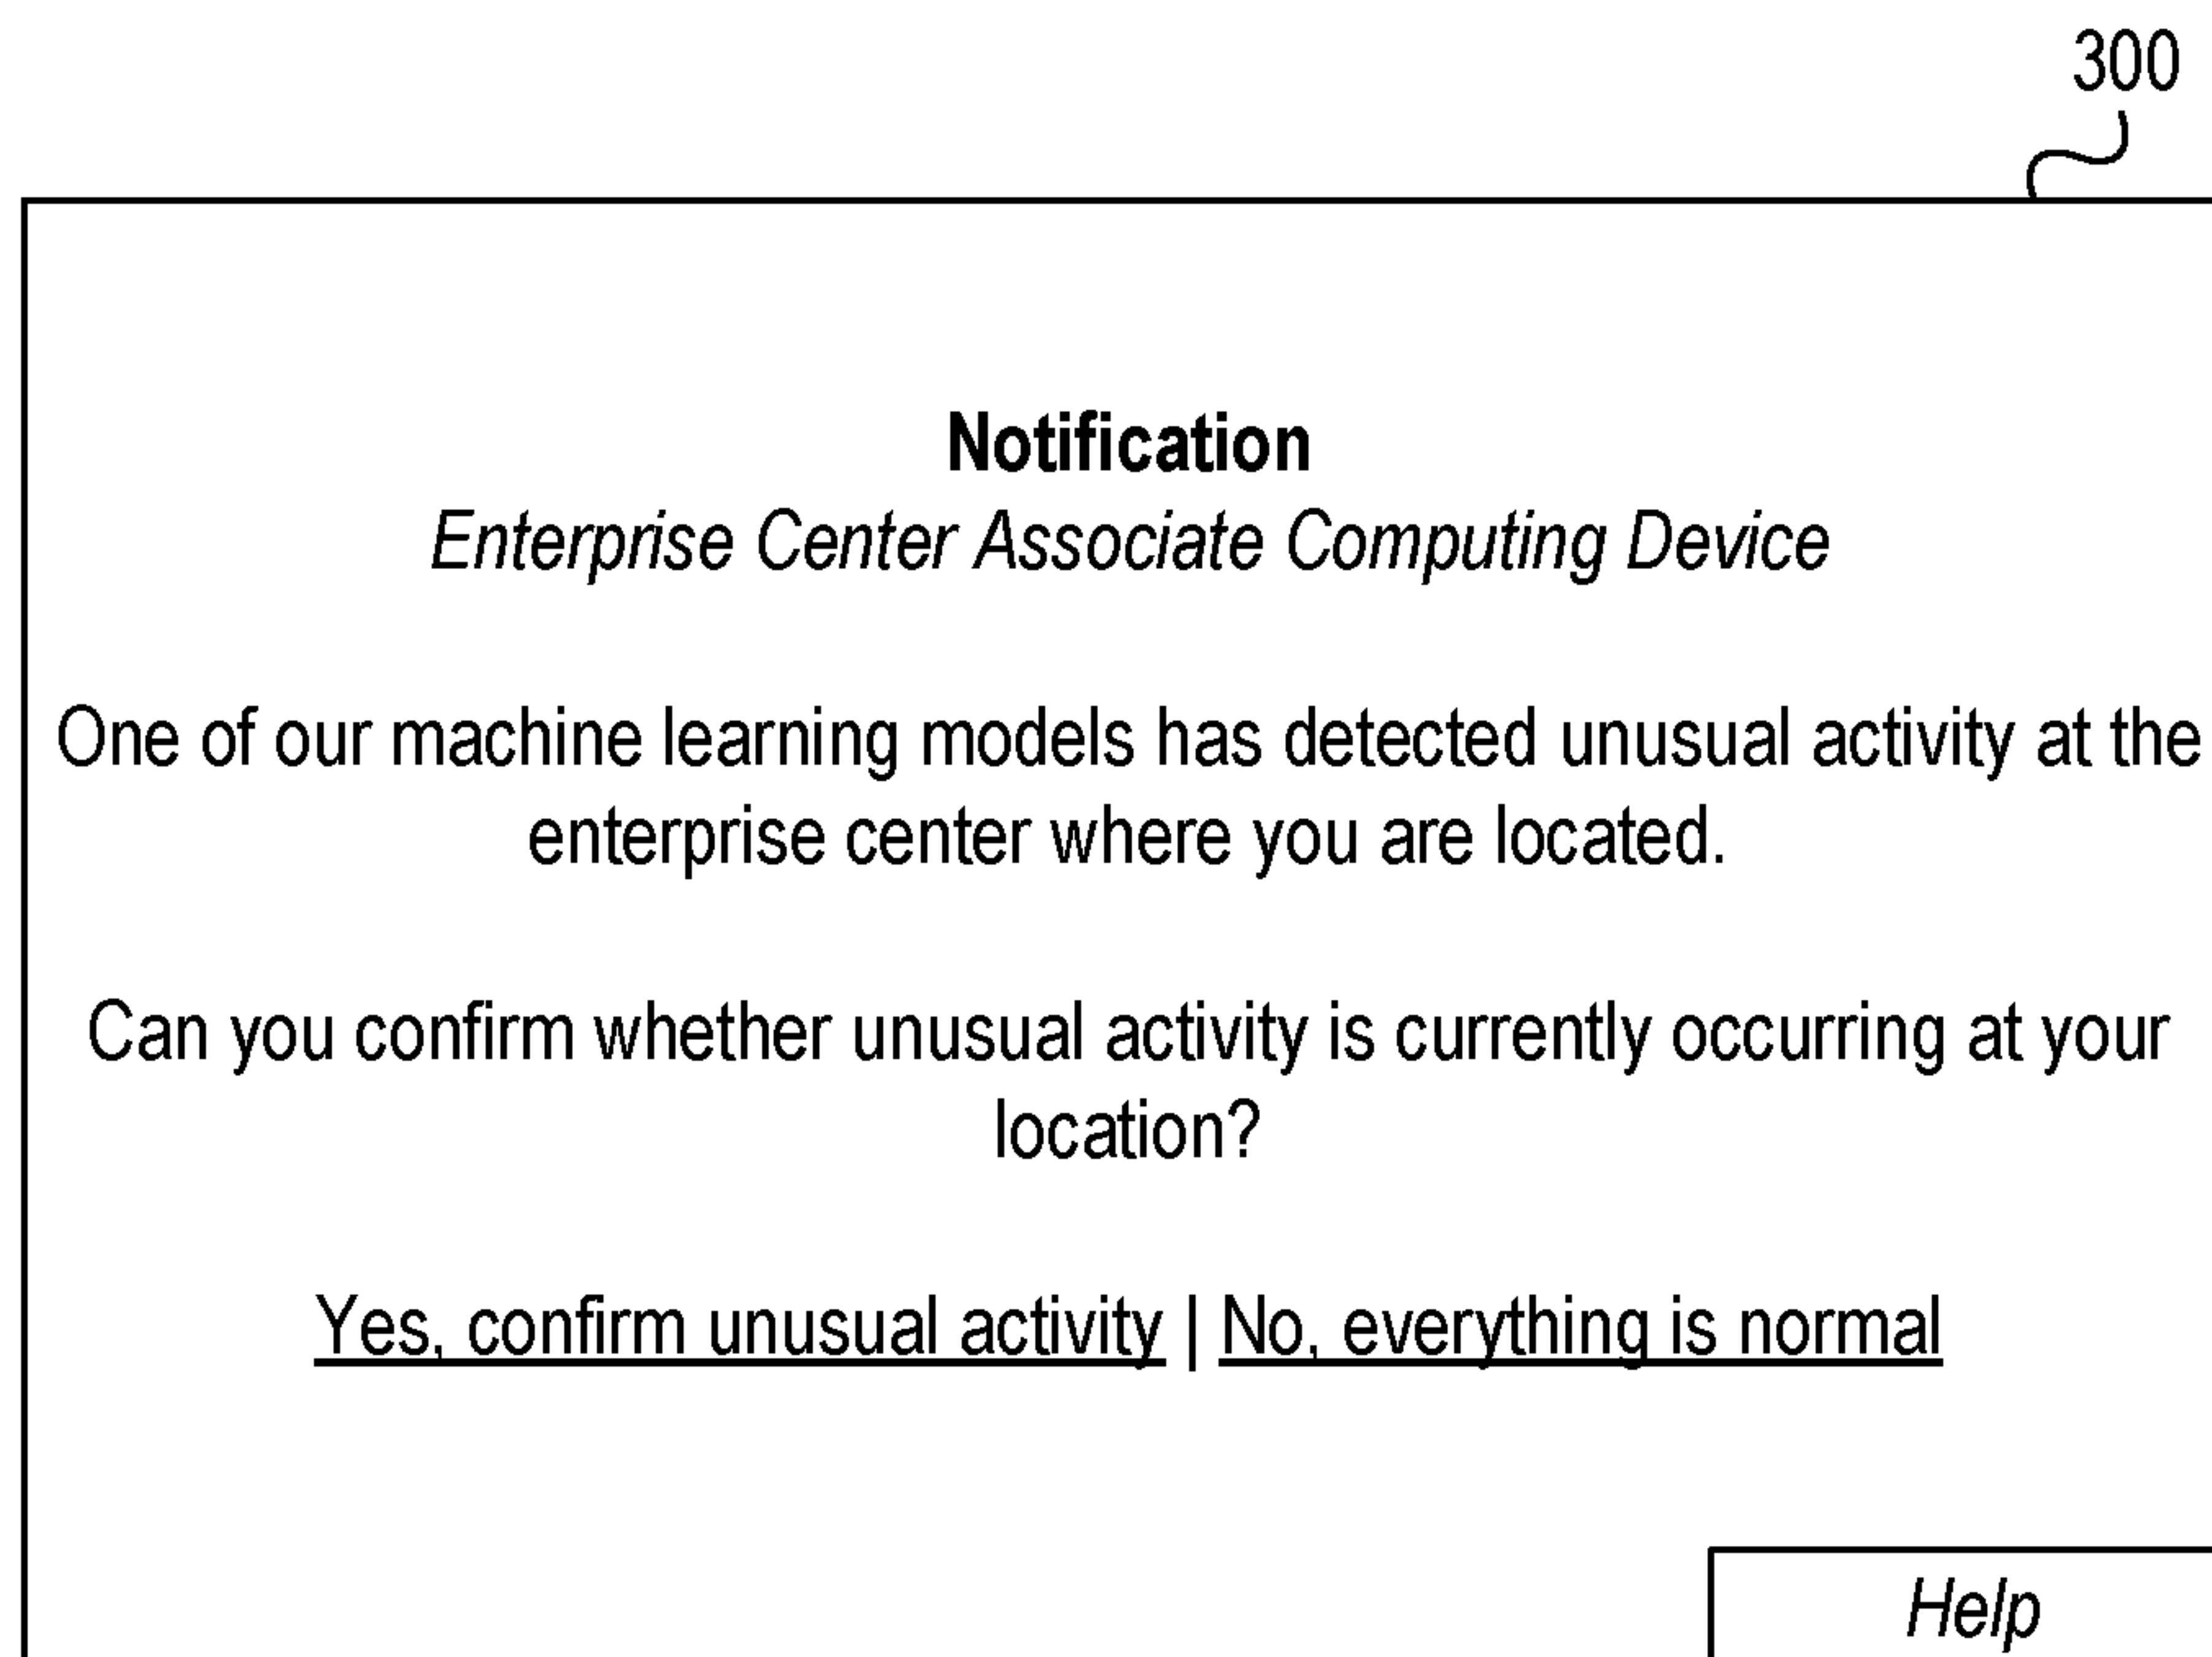 300
Notification
Enterprise Center Associate Computing Device
One of our machine learning models has detected unusual activity at the
enterprise center where you are located.
Can you confirm whether unusual activity is currently occurring at your
location?
Yes, confirm unusual activity | No, everything is normal
Help